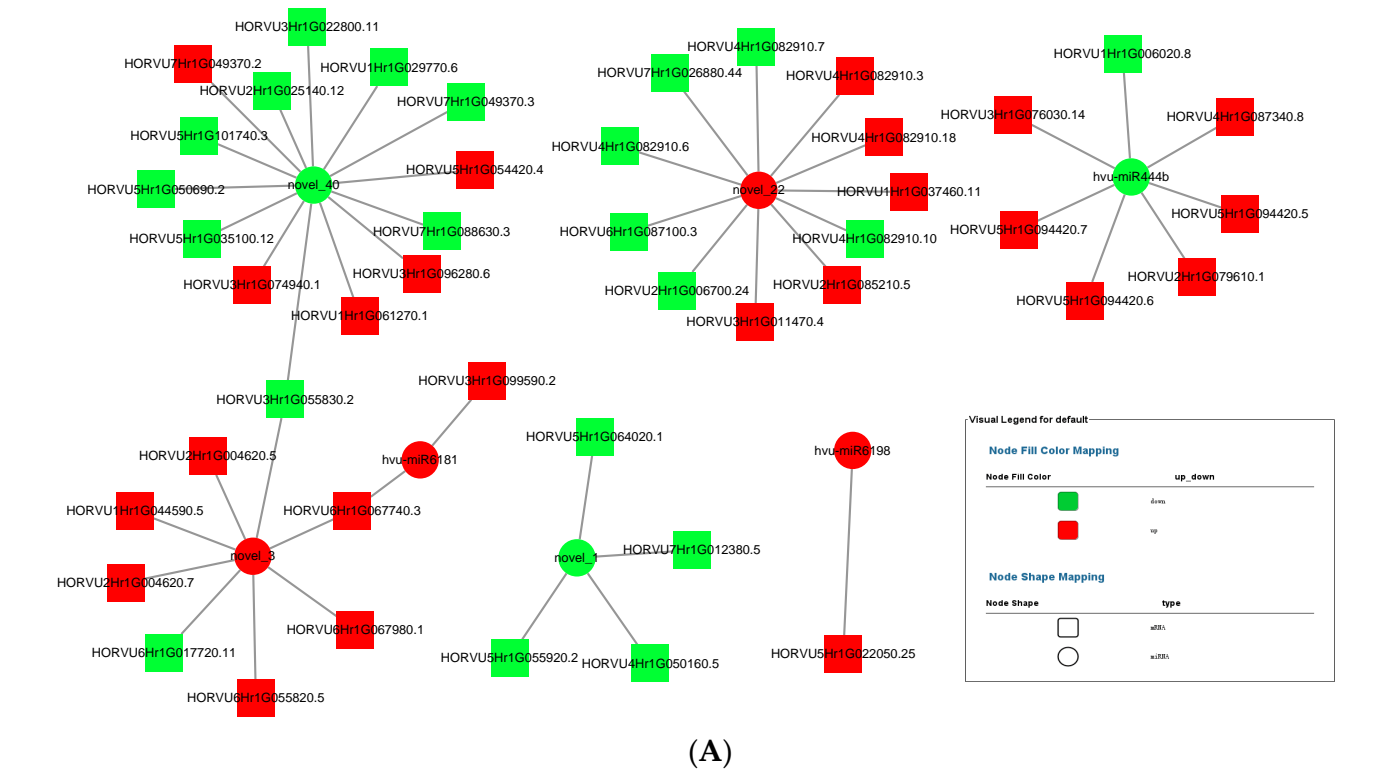 HORVU3Hr1G022800.11
HORVU7Hr1G049370.2
HORVU1Hr1G029770.6
HORVU2Hr1G025140.12
HORVU7Hr1G049370.3
HORVU5Hr1G101740.3
HORVU5Hr1G054420.4
HORVU5Hr1G050690.2
novel_40
HORVU5Hr1G035100.12
HORVU7Hr1G088630.3
HORVU3Hr1G096280.6
HORVU3Hr1G074940.1
HORVU1Hr1G061270.1
HORVU4Hr1G082910.7
HORVU7Hr1G026880.44
HORVU4Hr1G082910.3
HORVU4Hr1G082910.18
HORVU4Hr1G082910.6
novel_22
HORVU1Hr1G037460.11
HORVU6Hr1G087100.3
HORVU4Hr1G082910.10
HORVU2Hr1G006700.24
HORVU2Hr1G085210.5
HORVU3Hr1G011470.4
HORVU1Hr1G006020.8
HORVU3Hr1G076030.14
HORVU4Hr1G087340.8
hvu-miR444b
HORVU5Hr1G094420.5
HORVU5Hr1G094420.7
HORVU2Hr1G079610.1
HORVU5Hr1G094420.6
HORVU3Hr1G055830.2
HORVU3Hr1G099590.2
HORVU2Hr1G004620.5
hvu-miR6181
HORVU1Hr1G044590.5
HORVU6Hr1G067740.3
novel_3
HORVU2Hr1G004620.7
HORVU6Hr1G067980.1
HORVU6Hr1G017720.11
HORVU6Hr1G055820.5
HORVU5Hr1G064020.1
novel_1
HORVU7Hr1G012380.5
HORVU5Hr1G055920.2
HORVU4Hr1G050160.5
hvu-miR6198
HORVU5Hr1G022050.25
Visual Legend for default
Node Fill Color Mapping
Node Fill Color up_down
down
up
Node Shape Mapping
Node Shape type
mRNA
miRNA
(A)